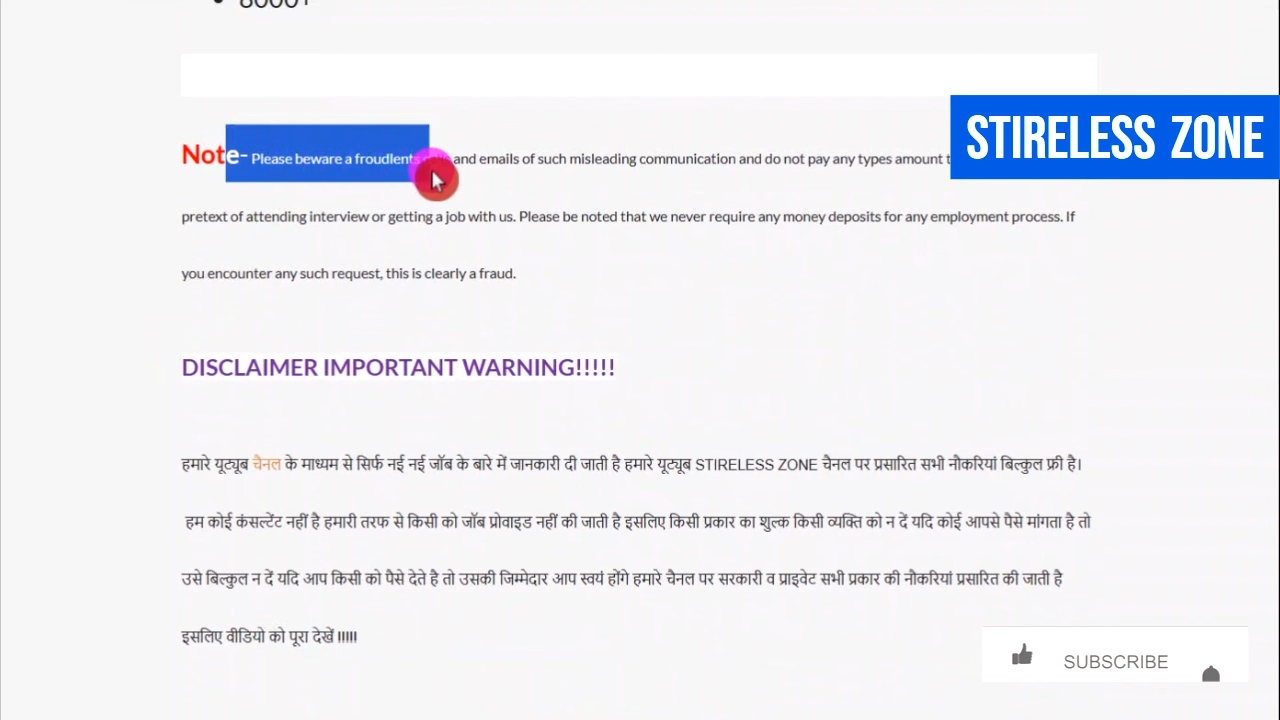 8000+
STIRELESS ZONE
Note- Please beware a froudlents and emails of such misleading communication and do not pay any types amount
pretext of attending interview or getting a job with us. Please be noted that we never require any money deposits for any employment process. If
you encounter any such request, this is clearly a fraud.
DISCLAIMER IMPORTANT WARNING!!!!!
हमारे यूट्यूब चैनल के माध्यम से सिर्फ नई नई जॉब के बारे में जानकारी दी जाती है हमारे यूट्यूब STIRELESS ZONE चैनल पर प्रसारित सभी नौकरियां बिल्कुल फ्री है।
हम कोई कंसल्टेंट नहीं है हमारी तरफ से किसी को जॉब प्रोवाइड नहीं की जाती है इसलिए किसी प्रकार का शुल्क किसी व्यक्ति को न दें यदि कोई आपसे पैसे मांगता है तो
उसे बिल्कुल न दें यदि आप किसी को पैसे देते है तो उसकी जिम्मेदार आप स्वयं होंगे हमारे चैनल पर सरकारी व प्राइवेट सभी प्रकार की नौकरियां प्रसारित की जाती है
इसलिए वीडियो को पूरा देखें !!!!!
SUBSCRIBE